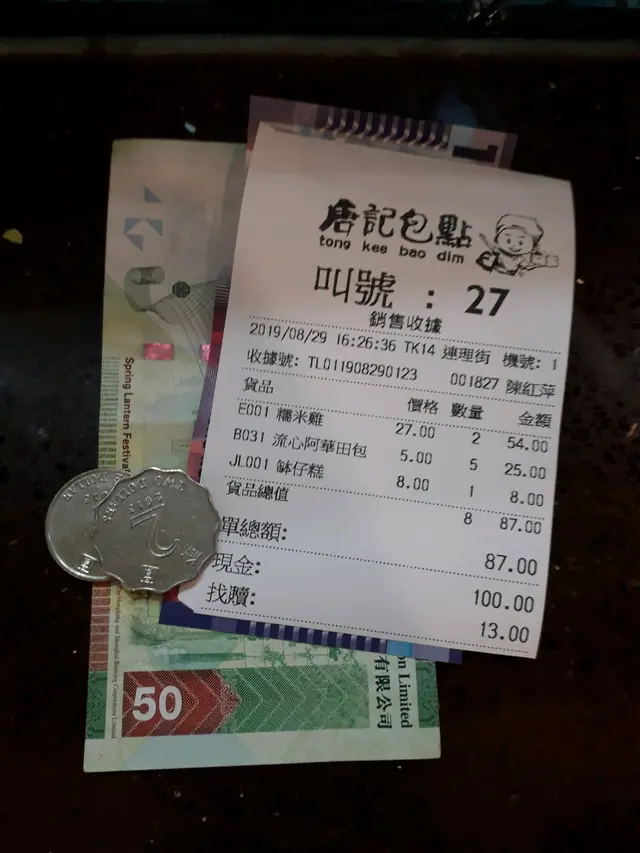 唐記包點
tong kee bao dim
叫號 : 27
銷售收據
2019/08/29 16:26:36 TK14 連理街 機號: 1
收據號: TL011908290123 001827 陳紅萍
貨品 價格 數量 金額
E001 糯米雞 27.00 2 54.00
B031 流心阿華田包 5.00 5 25.00
JL001 缽仔糕 8.00 1 8.00
貨品總值 8 87.00
單總額: 87.00
現金: 100.00
找贖: 13.00
Spring Lantern Festival
2
50
on Limited
有限公司